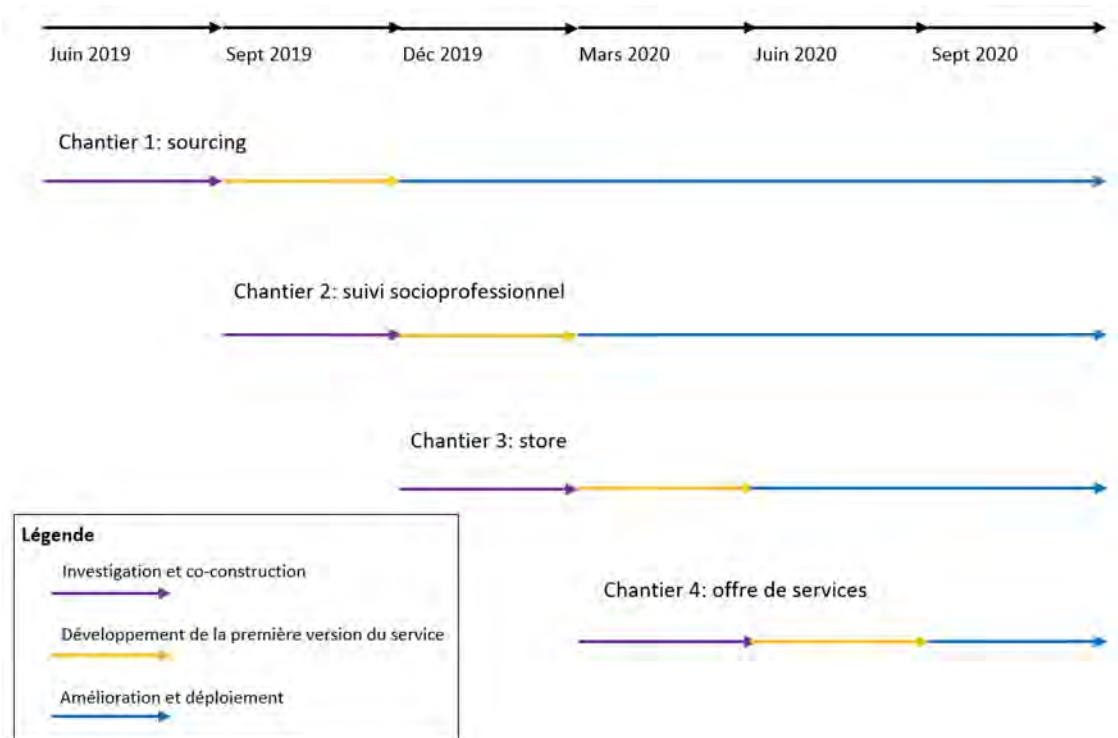 Juin 2019
Sept 2019
Déc 2019
Mars 2020
Juin 2020
Sept 2020
Chantier 1: sourcing
Chantier 2: suivi socioprofessionnel
Chantier 3: store
Légende
Investigation et co-construction
Chantier 4: offre de services
Développement de la première version du service
Amélioration et déploiement